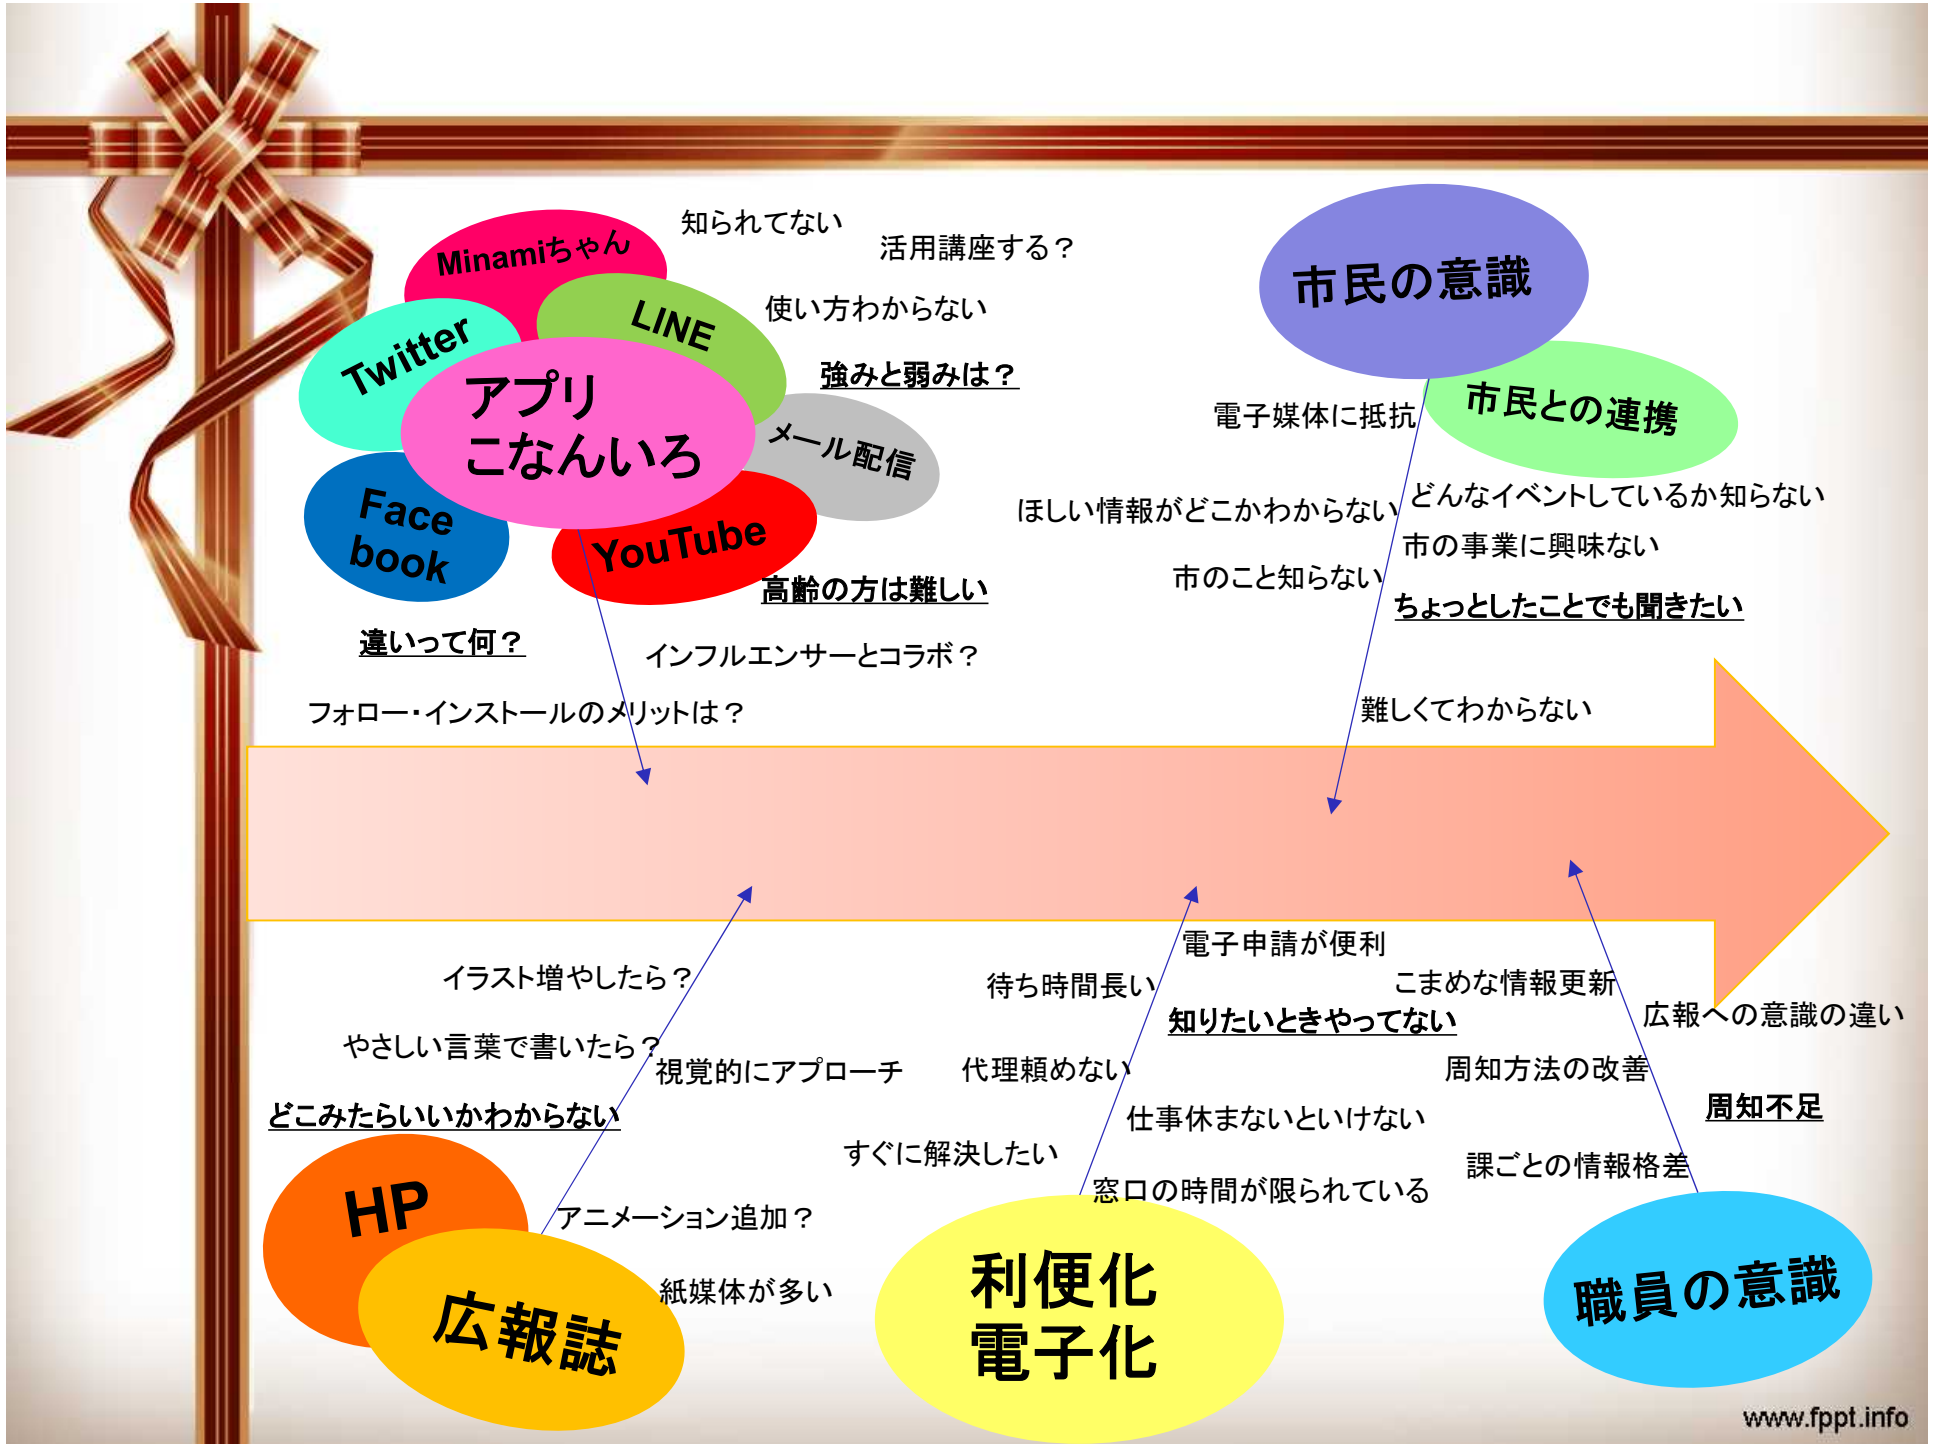 知られてない
活用講座する？
Minamiちゃん
LINE
使い方わからない
Twitter
強みと弱みは？
アプリ
こなんいろ
メール配信
Face
book
YouTube
高齢の方は難しい
違いって何？
インフルエンサーとコラボ？
フォロー・インストールのメリットは？
市民の意識
市民との連携
電子媒体に抵抗
どんなイベントしているか知らない
ほしい情報がどこかわからない
市の事業に興味ない
市のこと知らない
ちょっとしたことでも聞きたい
難しくてわからない
イラスト増やしたら？
やさしい言葉で書いたら？
視覚的にアプローチ
どこみたらいいかわからない
HP
アニメーション追加？
紙媒体が多い
広報誌
電子申請が便利
待ち時間長い
知りたいときやってない
代理頼めない
仕事休まないといけない
すぐに解決したい
窓口の時間が限られている
利便化
電子化
こまめな情報更新
広報への意識の違い
周知方法の改善
周知不足
課ごとの情報格差
職員の意識
www.fppt.info